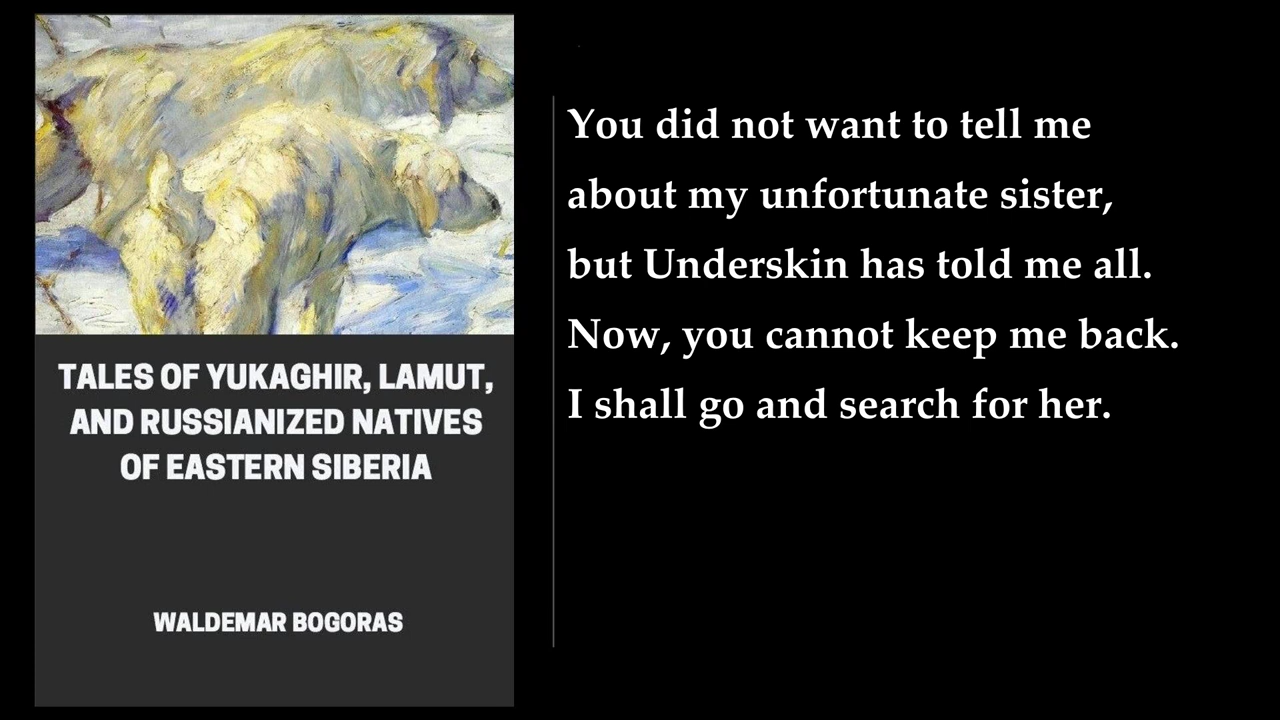 TALES OF YUKAGHIR, LAMUT,
AND RUSSIANIZED NATIVES
OF EASTERN SIBERIA
WALDEMAR BOGORAS
You did not want to tell me
about my unfortunate sister,
but Underskin has told me all.
Now, you cannot keep me back.
I shall go and search for her.